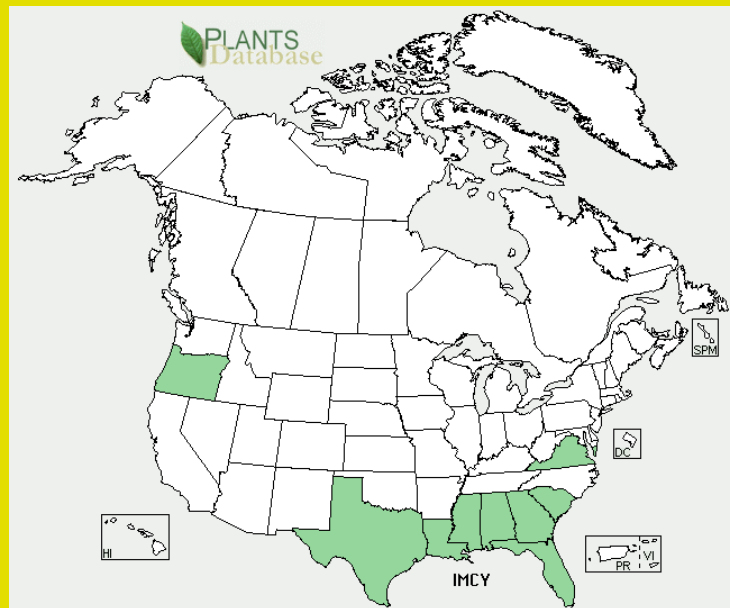 PLANTS
Database
SPM
DC
HI
PR
VI
IMCY